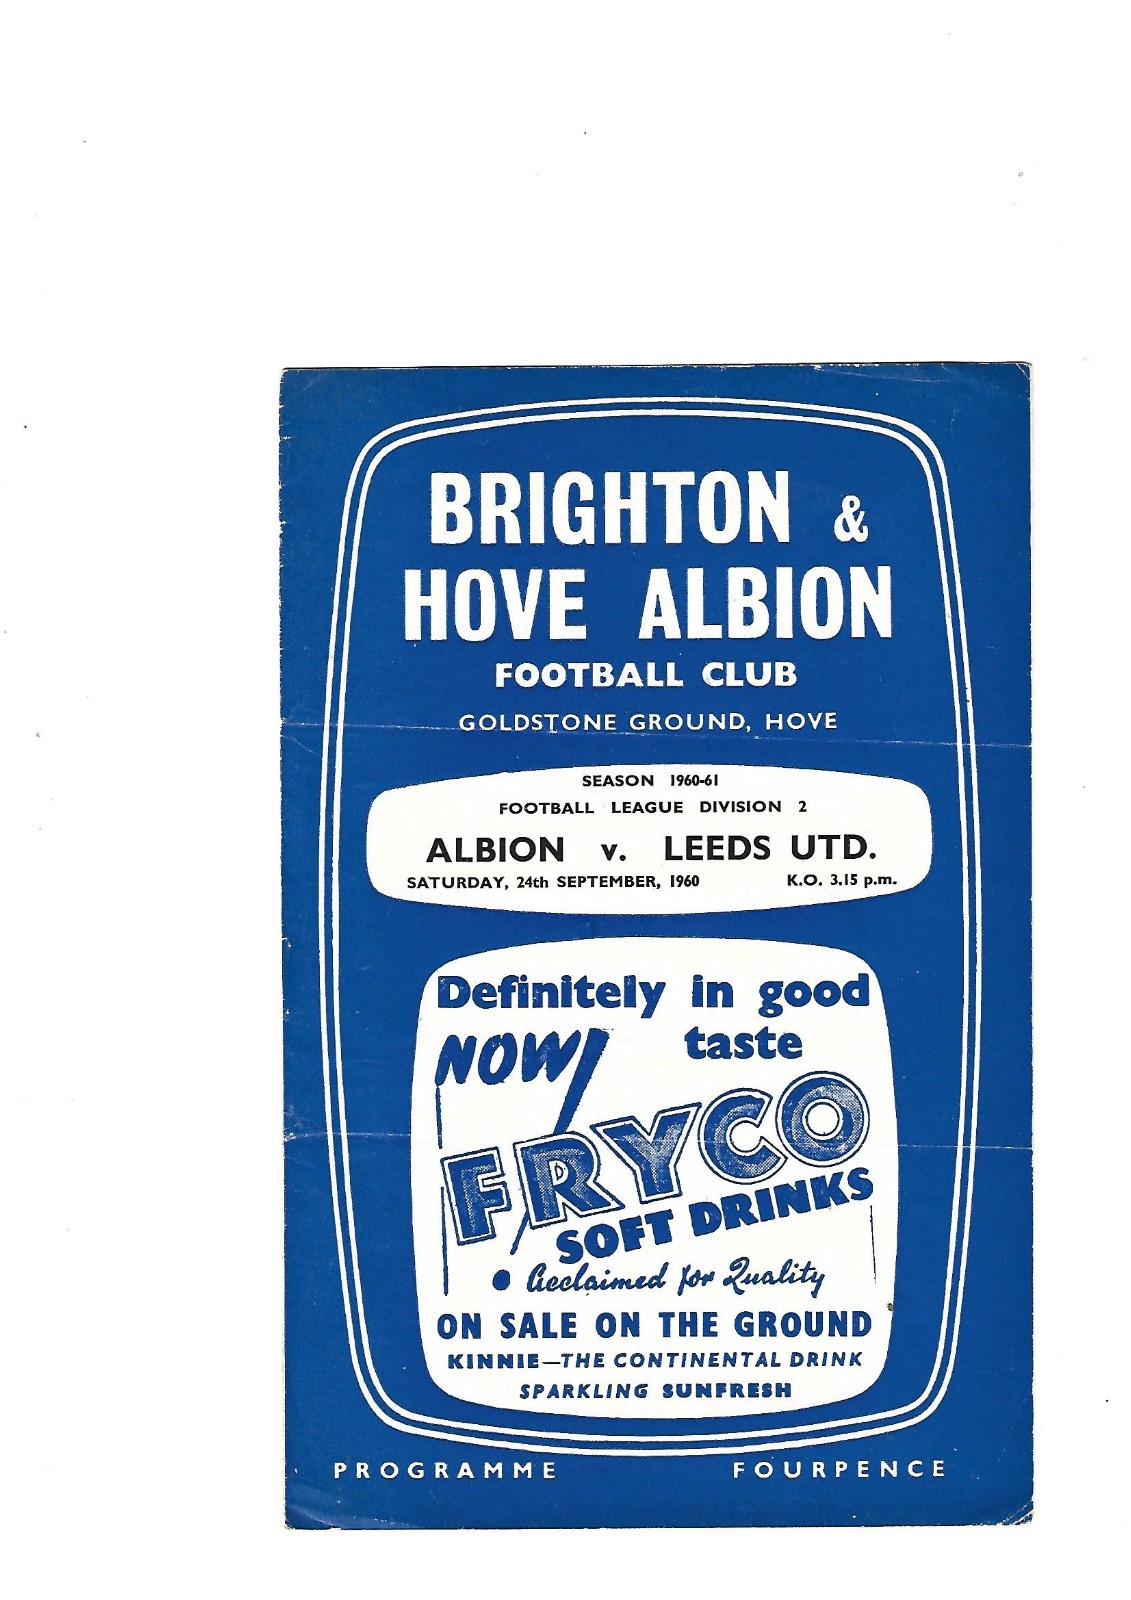 BRIGHTON &
HOVE ALBION
FOOTBALL CLUB
GOLDSTONE GROUND, HOVE
SEASON 1960-61
FOOTBALL LEAGUE DIVISION 2
ALBION v. LEEDS UTD.
SATURDAY, 24th SEPTEMBER, 1960 K.O. 3.15 p.m.
Definitely in good
taste
NOW!
FRYCO
SOFT DRINKS
• Acclaimed for Quality
ON SALE ON THE GROUND
KINNIE—THE CONTINENTAL DRINK
SPARKLING SUNFRESH
PROGRAMME FOURPENCE